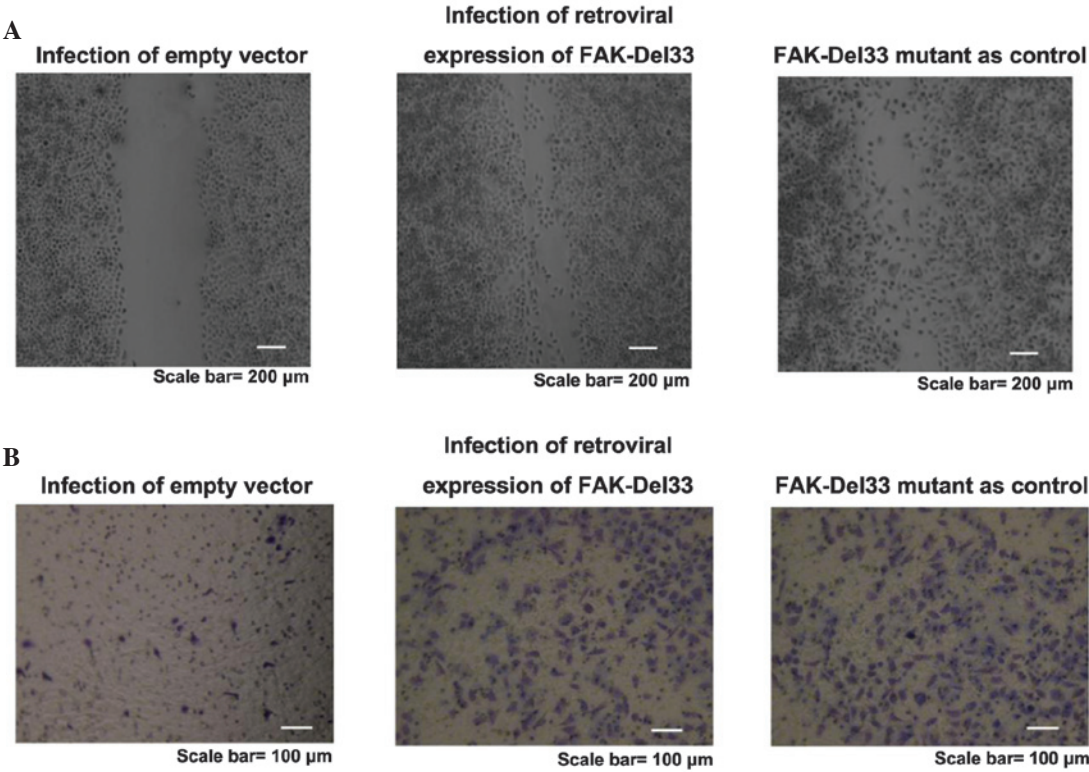 A
Infection of empty vector
Infection of retroviral
expression of FAK-Del33
FAK-Del33 mutant as control
Scale bar= 200 µm
Scale bar= 200 µm
Scale bar= 200 µm
B
Infection of empty vector
Infection of retroviral
expression of FAK-Del33
FAK-Del33 mutant as control
Scale bar= 100 µm
Scale bar= 100 µm
Scale bar= 100 µm